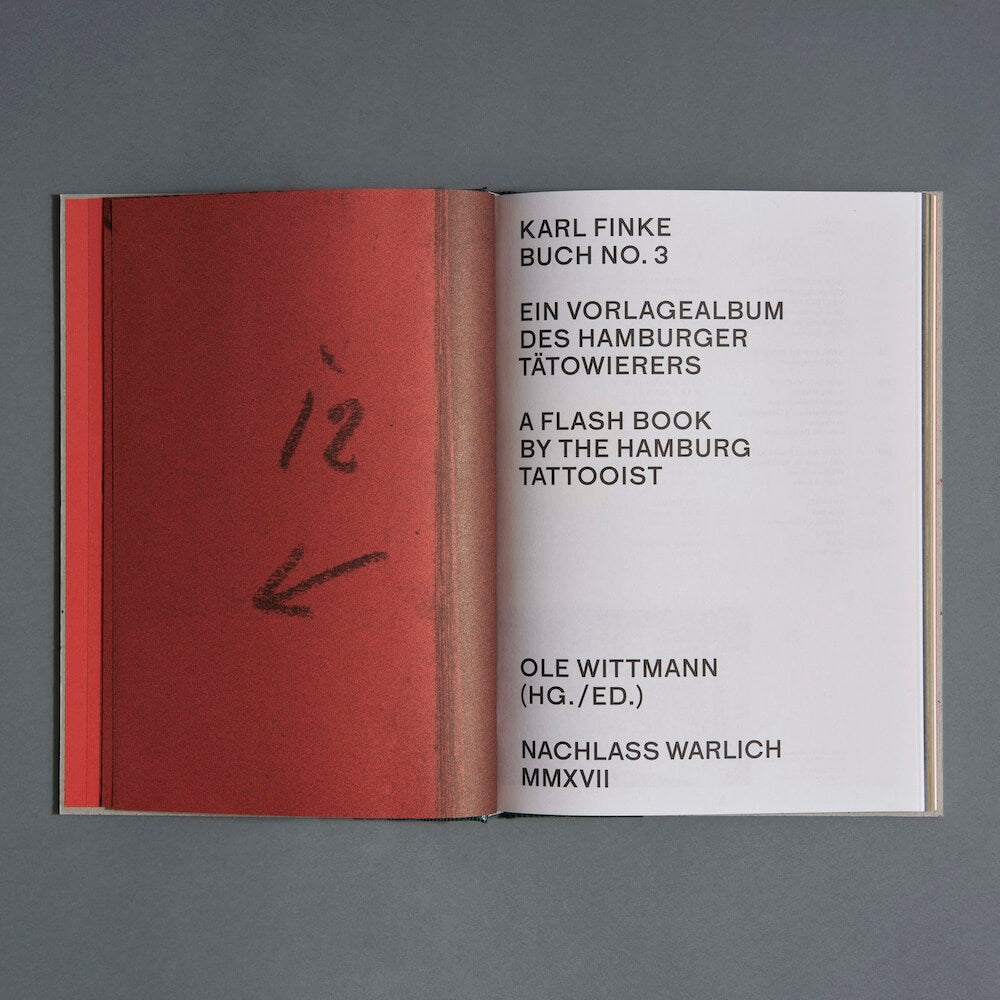 12
KARL FINKE
BUCH NO. 3
EIN VORLAGEALBUM
DES HAMBURGER
TÄTOWIERERS
A FLASH BOOK
BY THE HAMBURG
TATTOOIST
OLE WITTMANN
(HG./ED.)
NACHLASS WARLICH
MMXVII